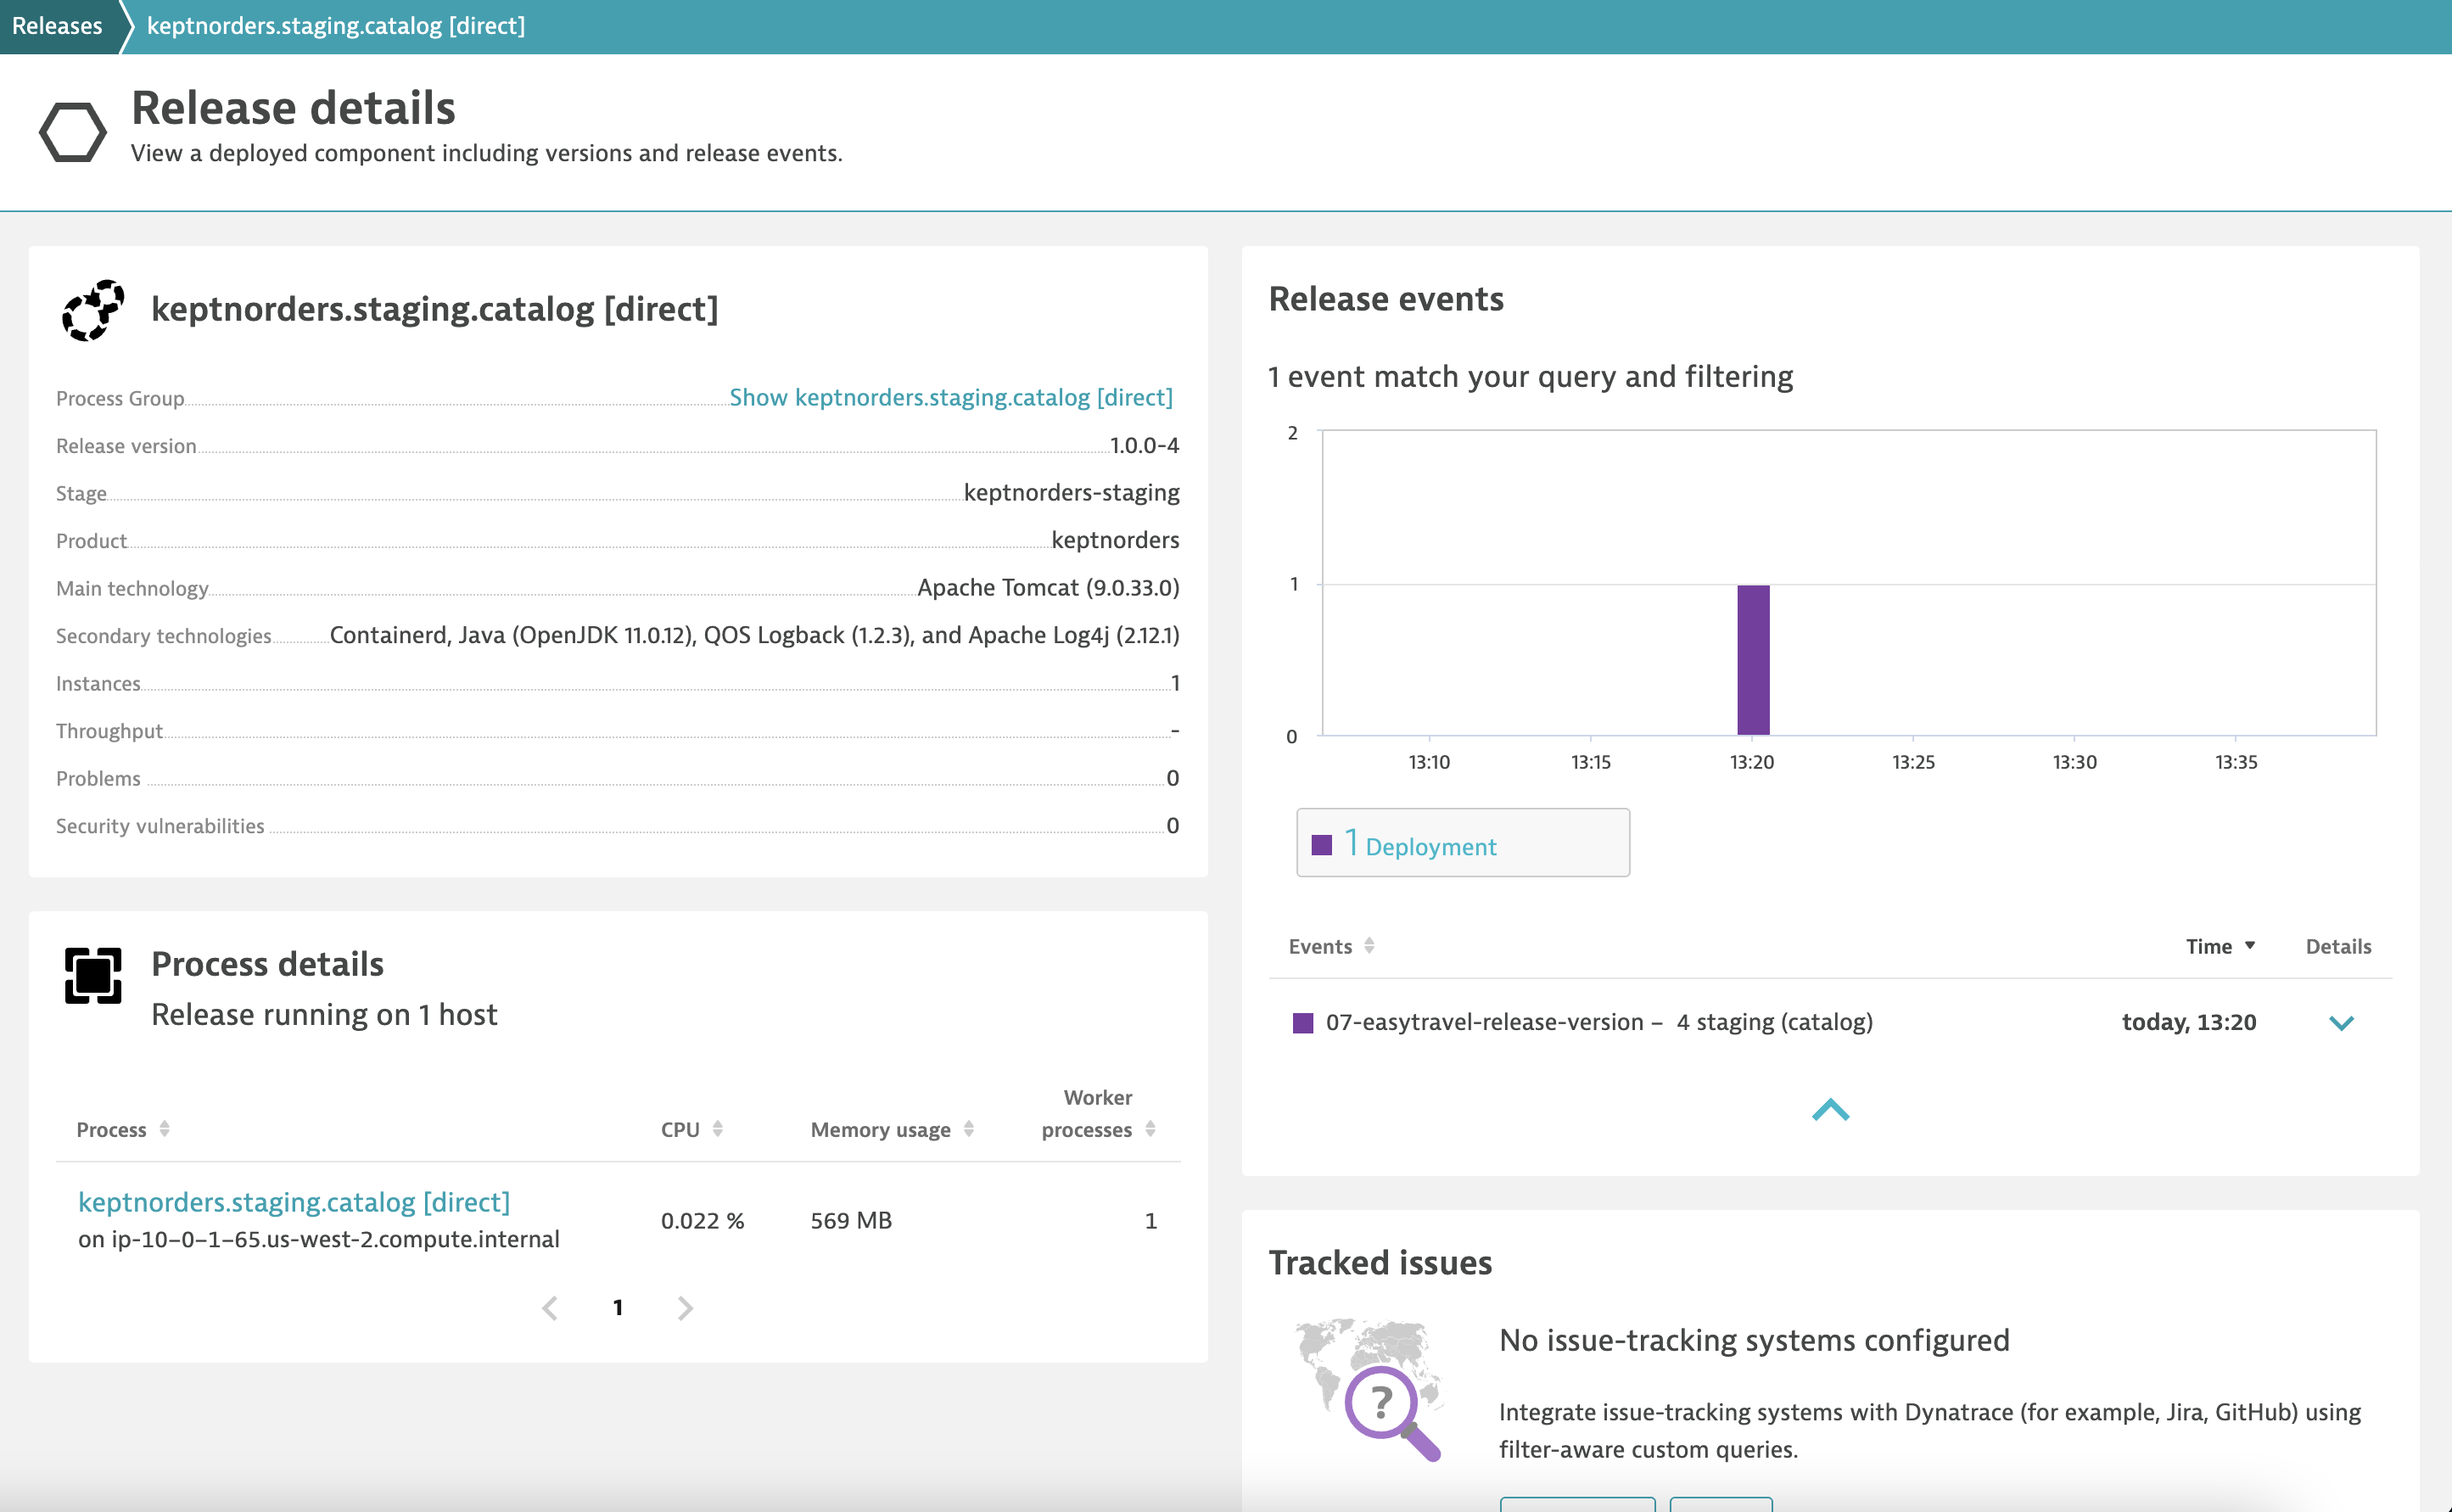 Releases
keptnorders.staging.catalog [direct]
Release details
View a deployed component including versions and release events.
keptnorders.staging.catalog [direct]
Process Group Show keptnorders.staging.catalog [direct]
Release version 1.0.0-4
Stage keptnorders-staging
Product keptnorders
Main technology Apache Tomcat (9.0.33.0)
Secondary technologies Containerd, Java (OpenJDK 11.0.12), QOS Logback (1.2.3), and Apache Log4j (2.12.1)
Instances 1
Throughput -
Problems 0
Security vulnerabilities 0
Process details
Release running on 1 host
Process CPU Memory usage Worker processes
keptnorders.staging.catalog [direct] 0.022 % 569 MB 1
on ip-10-0-1-65.us-west-2.compute.internal
1
Release events
1 event match your query and filtering
2
1
0
13:10 13:15 13:20 13:25 13:30 13:35
1 Deployment
Events Time Details
07-easytravel-release-version – 4 staging (catalog) today, 13:20
Tracked issues
?
No issue-tracking systems configured
Integrate issue-tracking systems with Dynatrace (for example, Jira, GitHub) using
filter-aware custom queries.